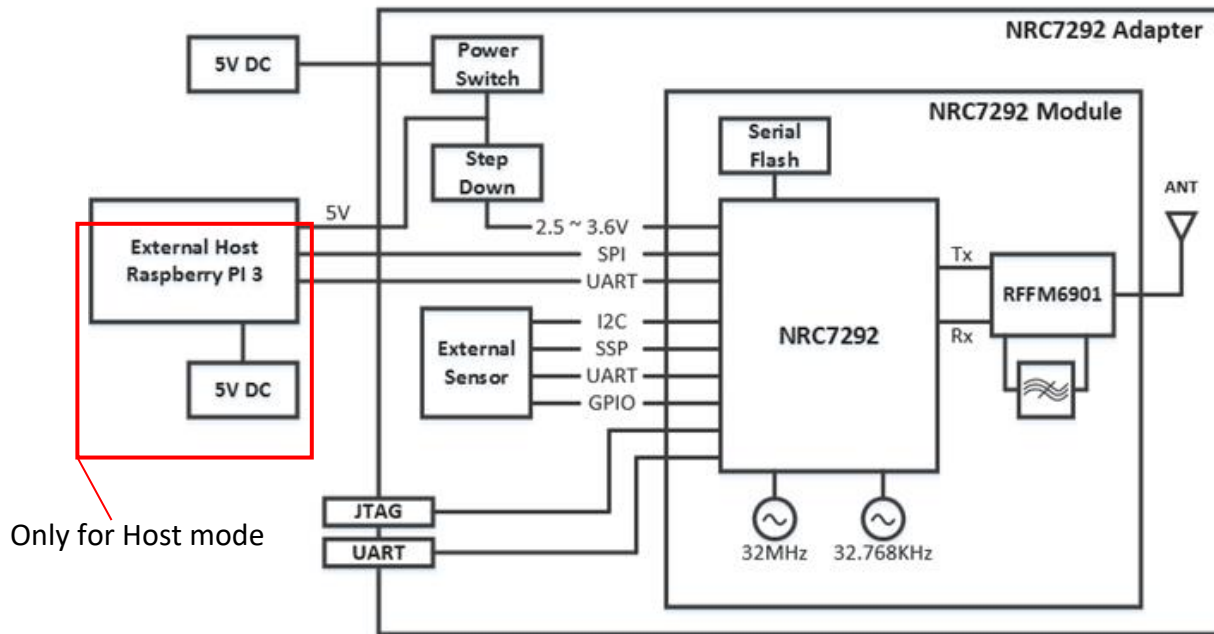 NRC7292 Adapter
5V DC
Power
Switch
NRC7292 Module
Serial
Flash
Step
Down
ANT
5V
2.5 ~ 3.6V
External Host
Raspberry PI 3
SPI
UART
Tx
RFFM6901
Rx
NRC7292
External
Sensor
I2C
SSP
UART
GPIO
5V DC
JTAG
UART
Only for Host mode
32MHz
32.768KHz